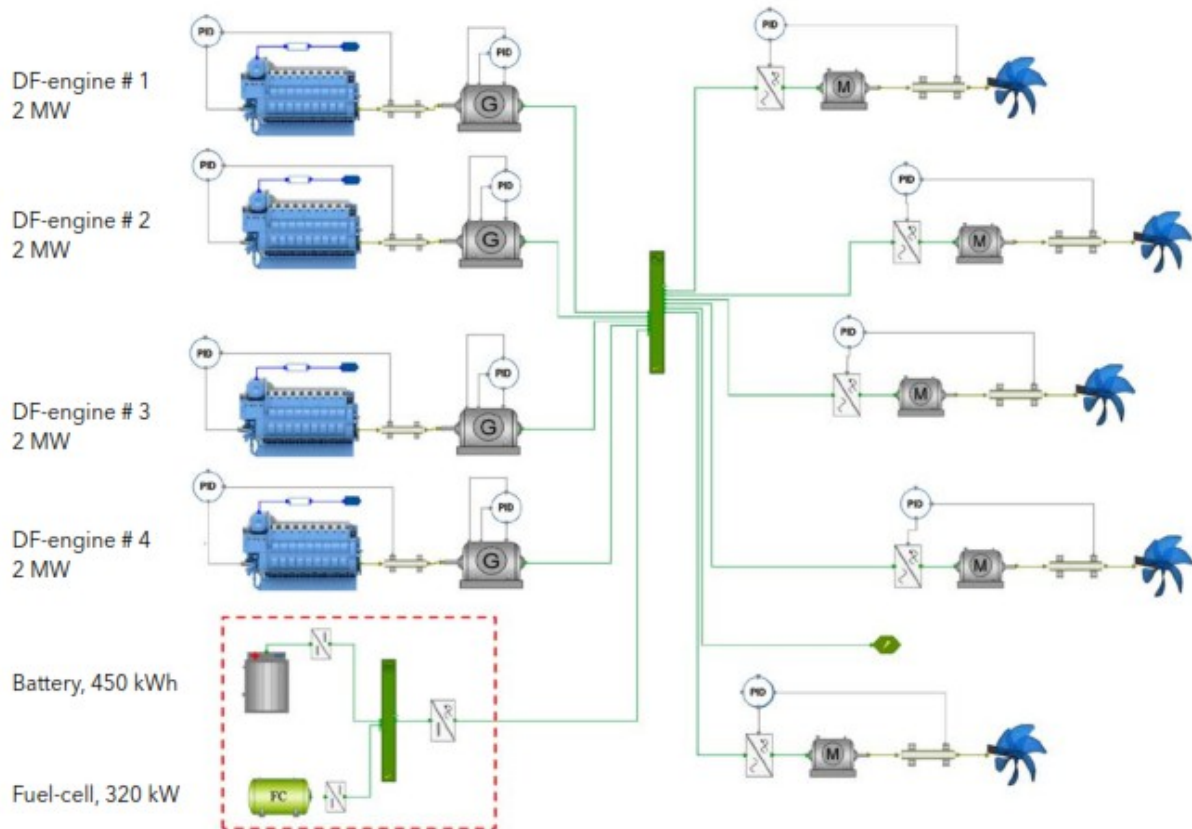 PID
PID
DF-engine # 1
2 MW
G
PID
M
PID
PID
DF-engine # 2
2 MW
G
PID
M
PID
PID
DF-engine # 3
2 MW
G
PID
M
PID
PID
DF-engine # 4
2 MW
G
PID
M
Battery, 450 kWh
PID
M
Fuel-cell, 320 kW
FC